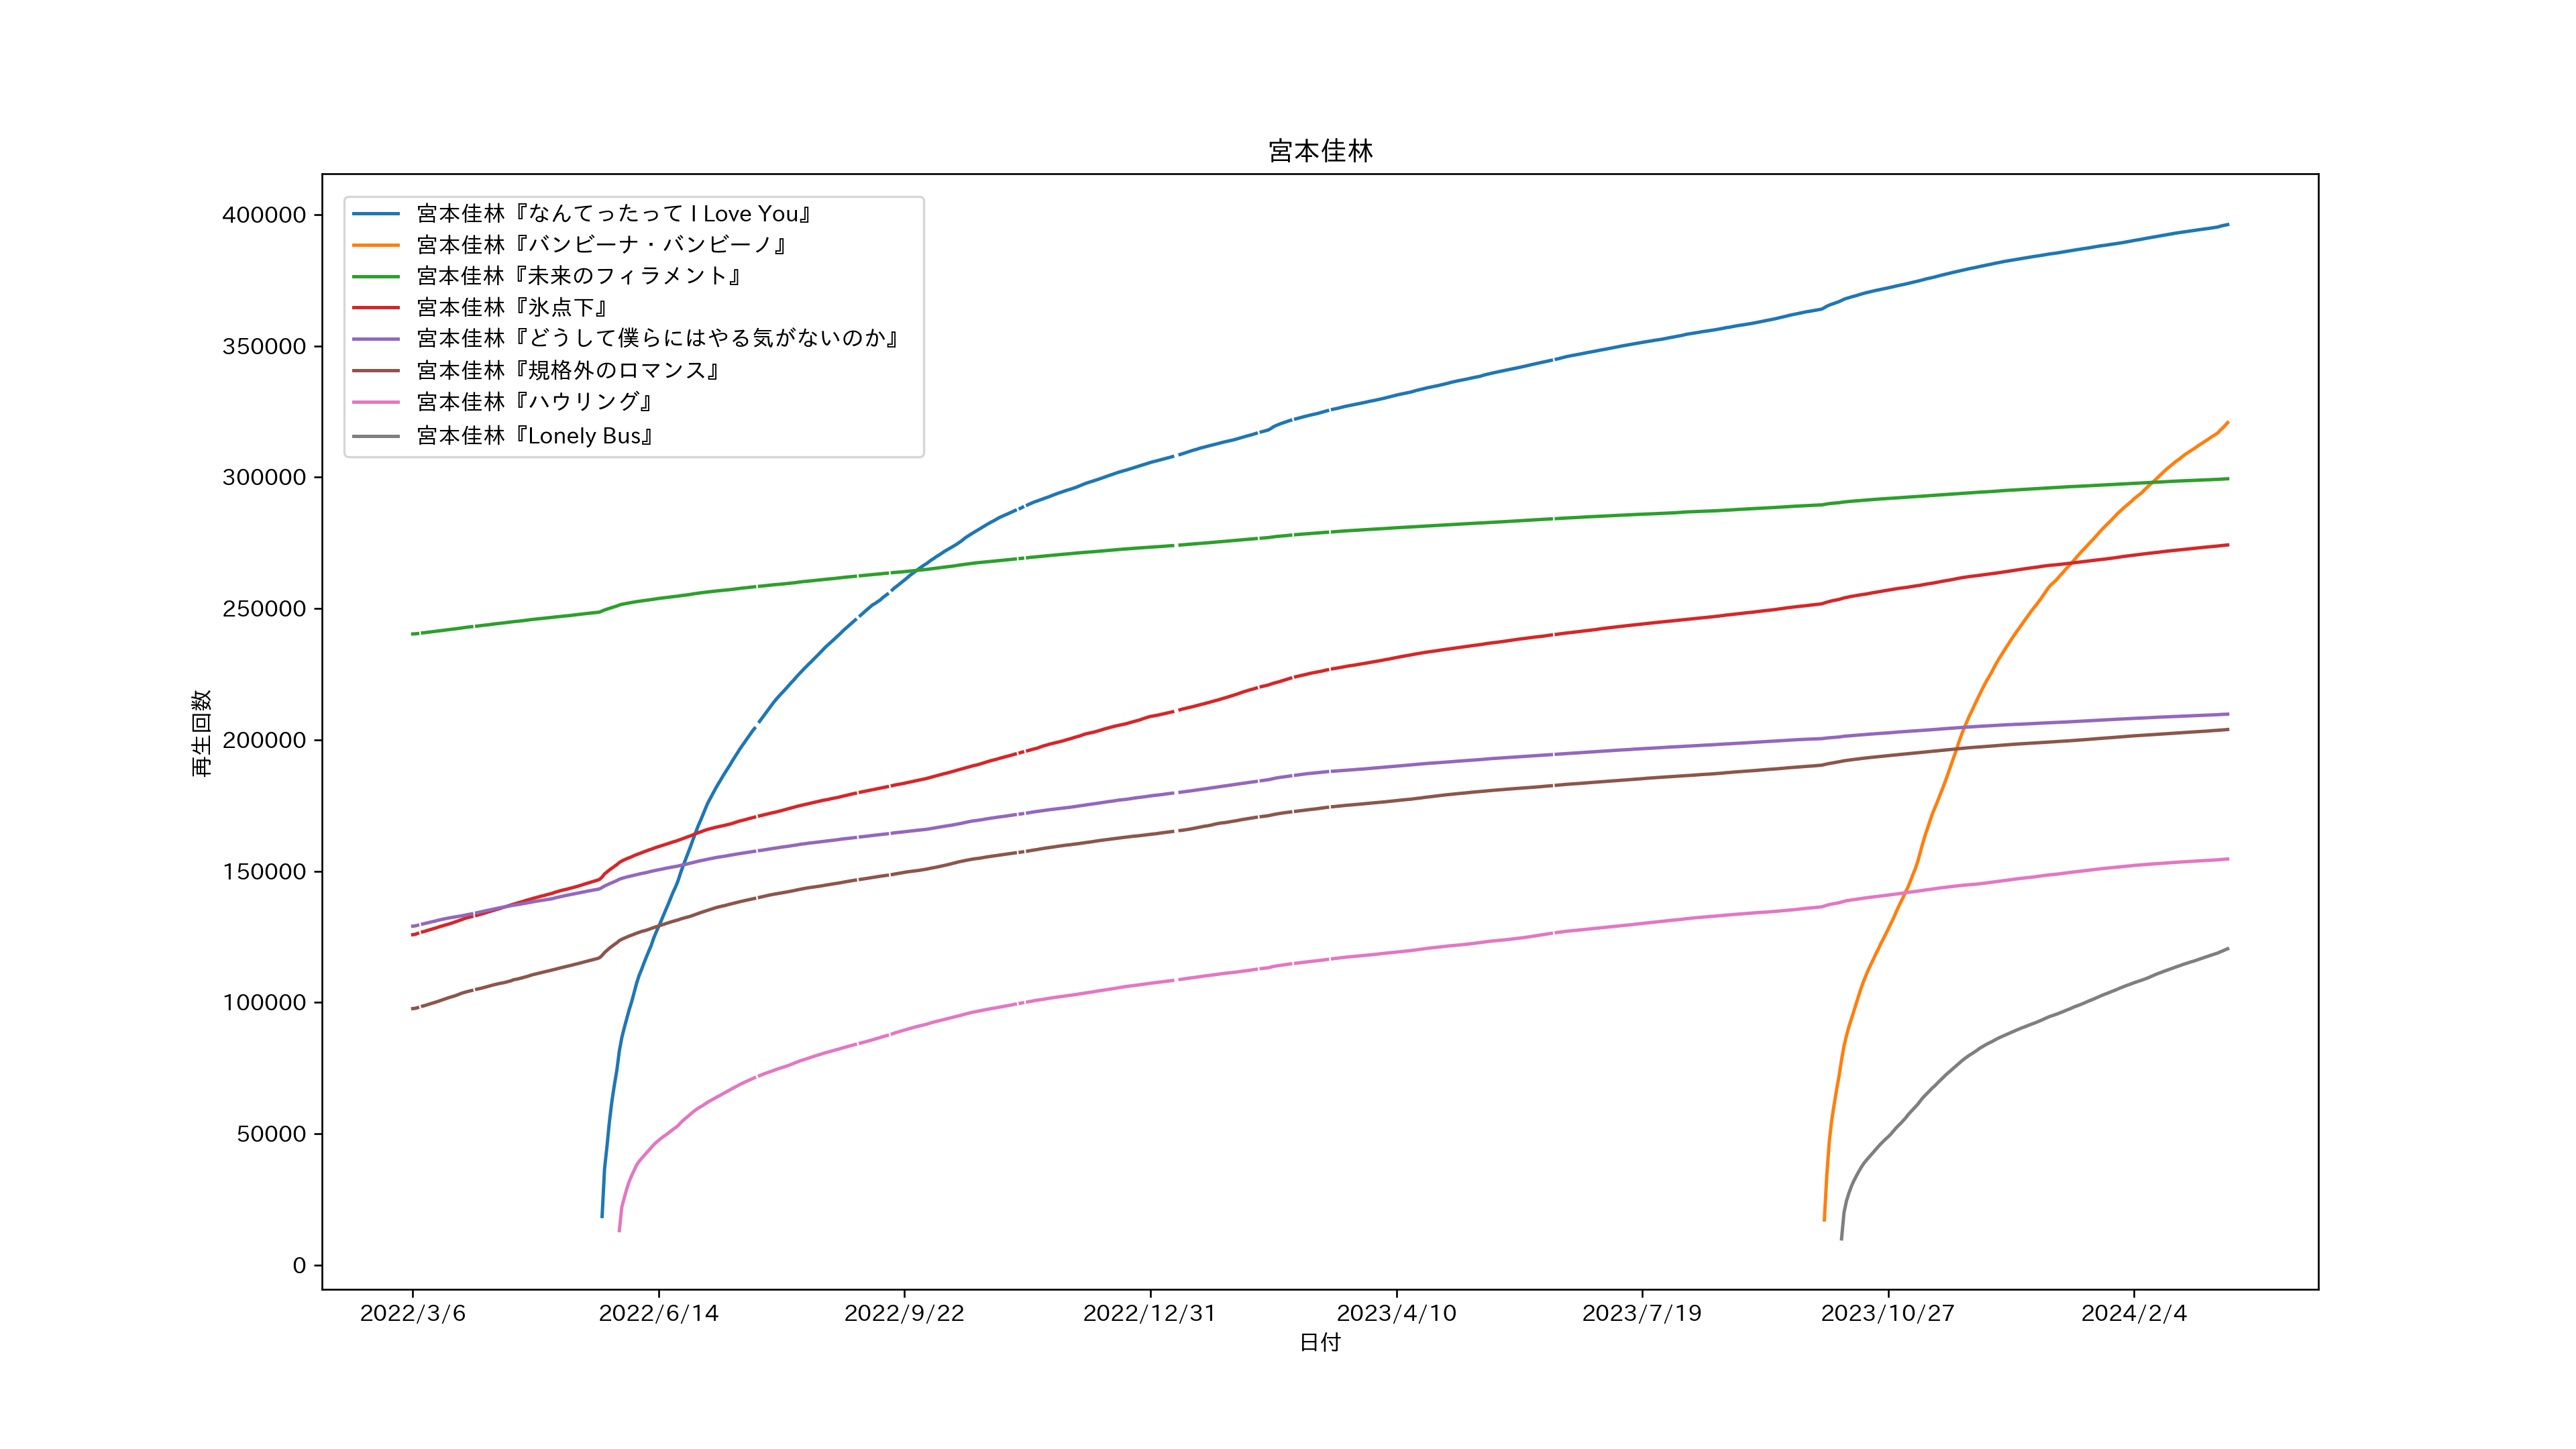 宮本佳林
宮本佳林『なんてったって I Love You』
宮本佳林『バンビーナ・バンビーノ』
宮本佳林『未来のフィラメント』
宮本佳林『氷点下』
宮本佳林『どうして僕らにはやる気がないのか』
宮本佳林『規格外のロマンス』
宮本佳林『ハウリング』
宮本佳林『Lonely Bus』
400000
350000
300000
250000
200000
150000
100000
50000
0
再生回数
2022/3/6 2022/6/14 2022/9/22 2022/12/31 2023/4/10 2023/7/19 2023/10/27 2024/2/4
日付